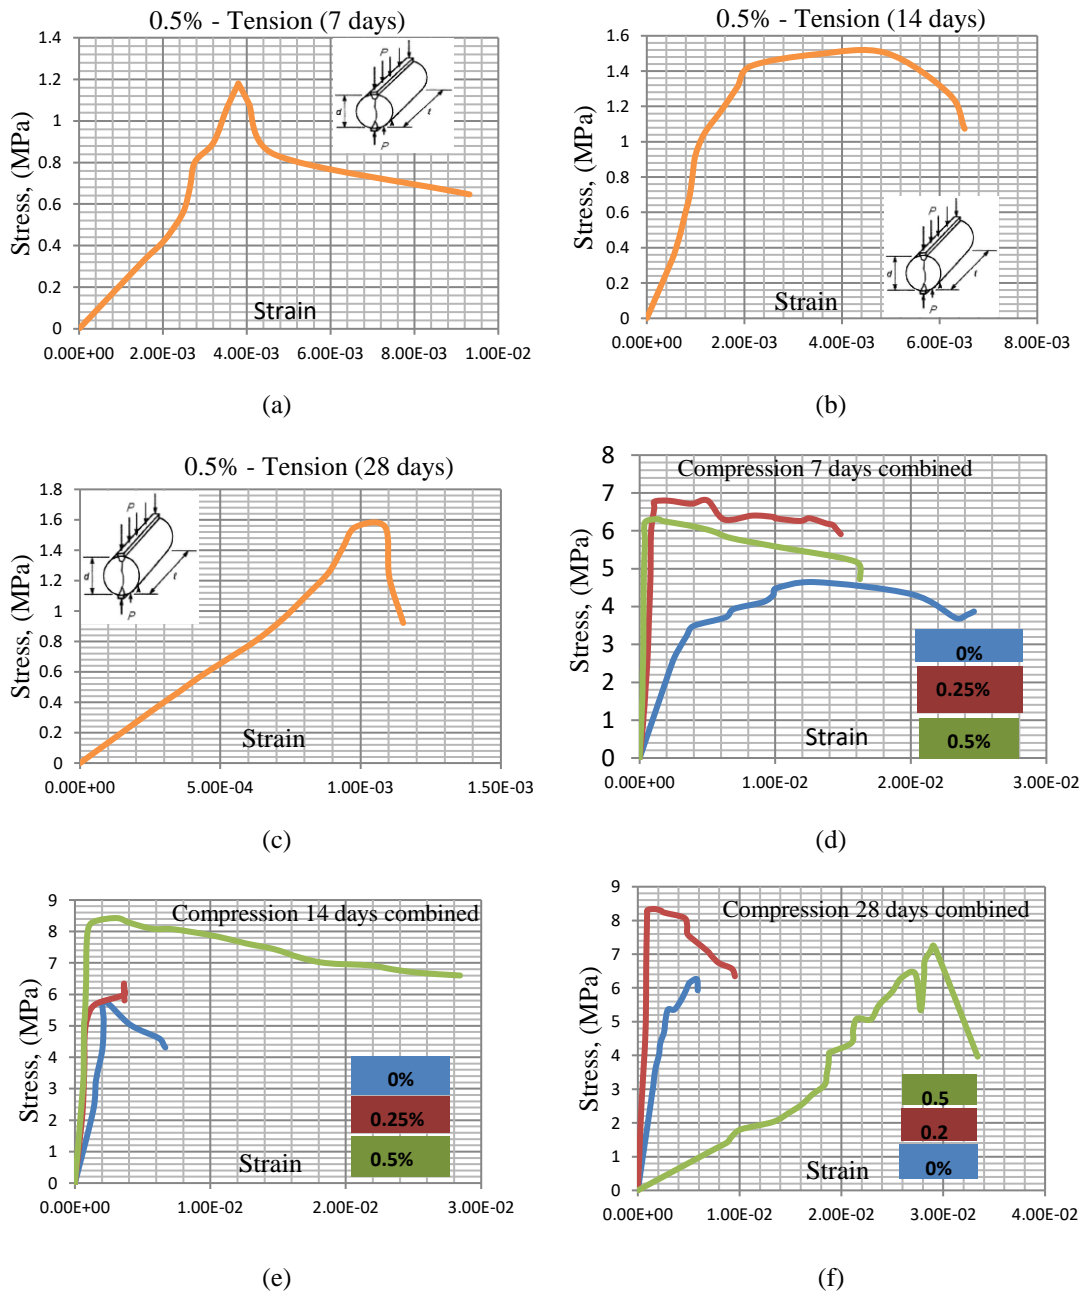 0.5% - Tension (7 days)
1.4
1.2
1
0.8
0.6
0.4
0.2
0
Stress, (MPa)
P
d
t
P
Strain
0.00E+00 2.00E-03 4.00E-03 6.00E-03 8.00E-03 1.00E-02
(a)
0.5% - Tension (14 days)
1.6
1.4
1.2
1
0.8
0.6
0.4
0.2
0
Stress, (MPa)
P
d
t
P
Strain
0.00E+00 2.00E-03 4.00E-03 6.00E-03 8.00E-03
(b)
0.5% - Tension (28 days)
1.8
1.6
1.4
1.2
1
0.8
0.6
0.4
0.2
0
Stress, (MPa)
P
d
t
P
Strain
0.00E+00 5.00E-04 1.00E-03 1.50E-03
(c)
Compression 7 days combined
8
7
6
5
4
3
2
1
0
Stress, (MPa)
0%
0.25%
0.5%
Strain
0.00E+00 1.00E-02 2.00E-02 3.00E-02
(d)
Compression 14 days combined
9
8
7
6
5
4
3
2
1
0
Stress, (MPa)
0%
0.25%
0.5%
Strain
0.00E+00 1.00E-02 2.00E-02 3.00E-02
(e)
Compression 28 days combined
9
8
7
6
5
4
3
2
1
0
Stress, (MPa)
0.5
0.2
0%
Strain
0.00E+00 1.00E-02 2.00E-02 3.00E-02 4.00E-02
(f)